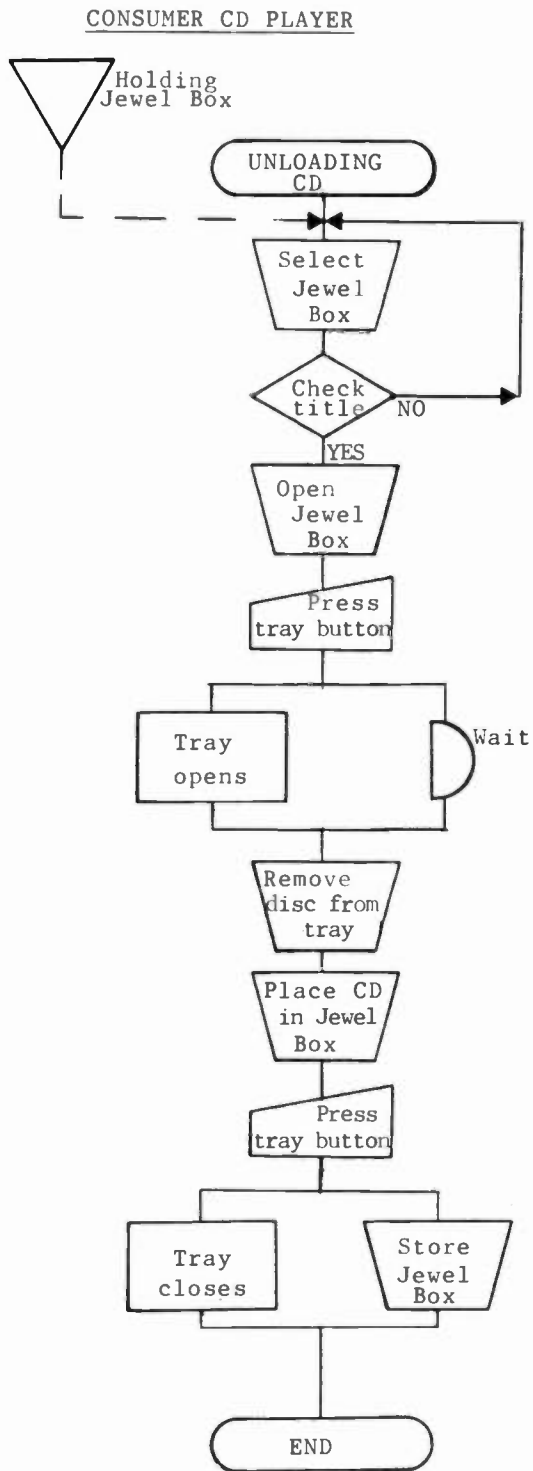 CONSUMER CD PLAYER
Holding
Jewel Box
UNLOADING
CD
Select
Jewel
Box
Check
title
NO
YES
Open
Jewel
Box
Press
tray button
Tray
opens
Wait
Remove
disc from
tray
Place CD
in Jewel
Box
Press
tray button
Tray
closes
Store
Jewel
Box
END